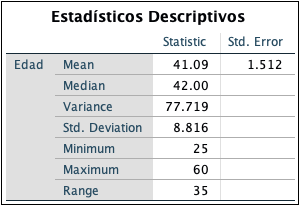 Estadísticos Descriptivos
Statistic Std. Error
Edad Mean 41.09 1.512
Median 42.00
Variance 77.719
Std. Deviation 8.816
Minimum 25
Maximum 60
Range 35